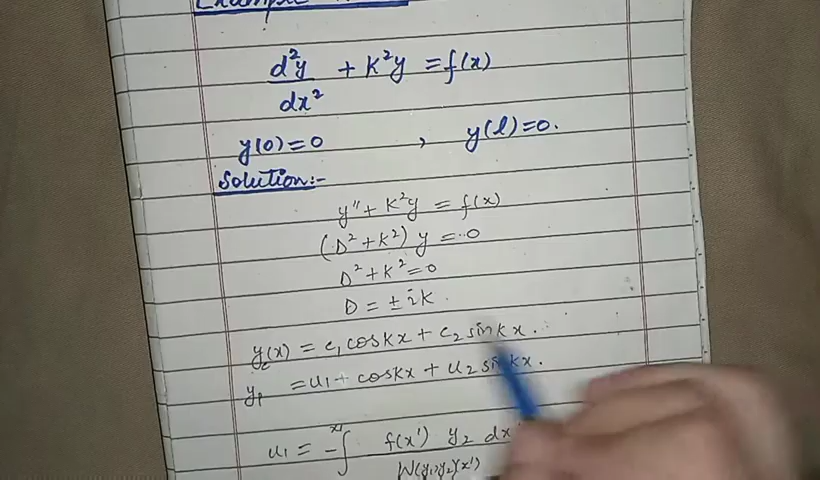 d²y/dx² + K²y = f(x)
y(0) = 0 , y(l) = 0.
Solution:-
y'' + K²y = f(x)
(D² + K²) y = 0
D² + K² = 0
D = ± iK
y_c(x) = c₁ cos Kx + c₂ sin kx.
y_p = u₁ + cos Kx + u₂ sin Kx.
u₁ = - ∫ f(x') y₂ dx / W(y₁, y₂)(x')